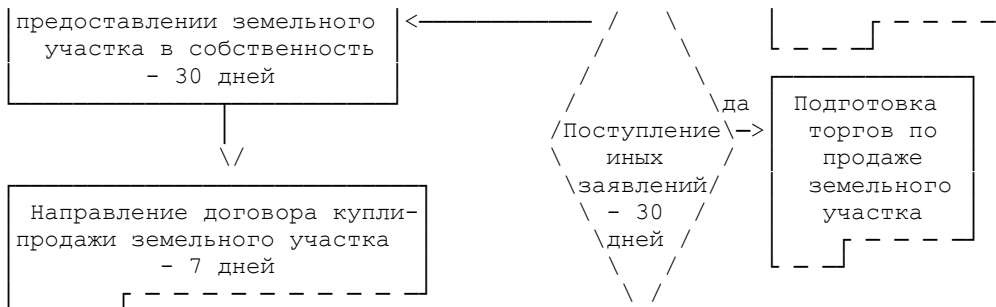 предоставлении земельного
участка в собственность
- 30 дней
да
Поступление
иных
заявлений
- 30
дней
Подготовка
торгов по
продаже
земельного
участка
Направление договора купли-
продажи земельного участка
- 7 дней